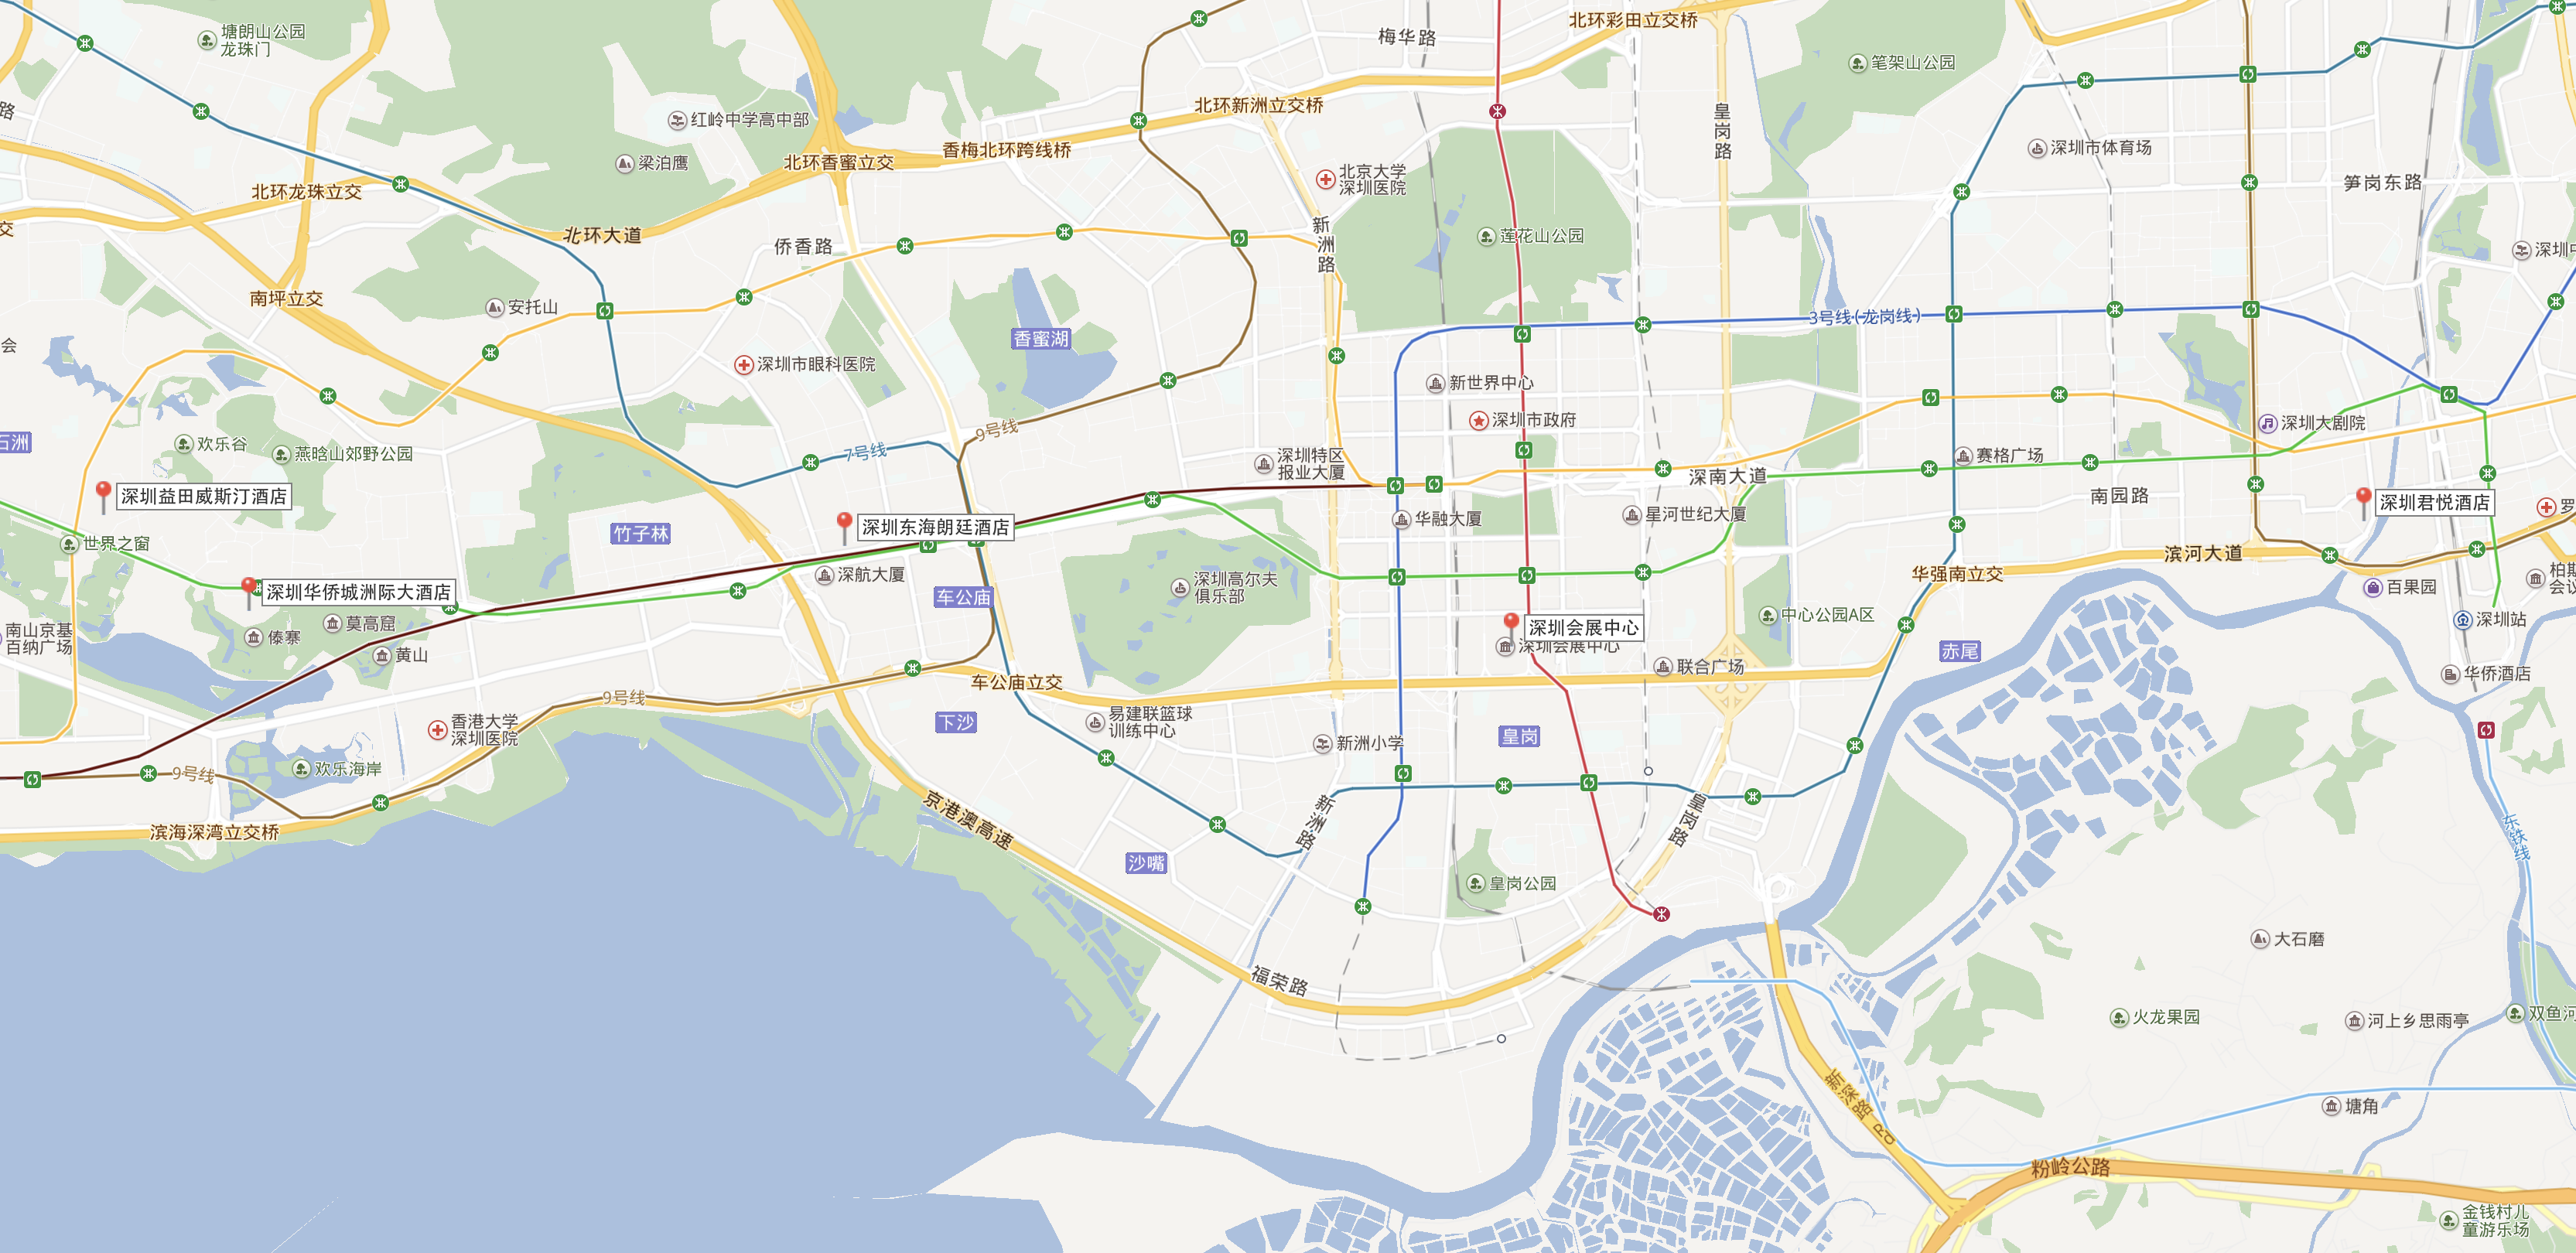 塘朗山公园
龙珠门
路
红岭中学高中部
梁泊鹰
北环龙珠立交
北环香蜜立交
香梅北环跨线桥
北环新洲立交桥
梅华路
北环彩田立交桥
皇岗路
笔架山公园
深圳市体育场
笋岗东路
深圳中
交
北环大道
侨香路
北京大学
深圳医院
新洲路
莲花山公园
南坪立交
安托山
香蜜湖
3号线(龙岗线)
会
深圳市眼科医院
新世界中心
深圳市政府
深圳大剧院
石洲
欢乐谷
燕晗山郊野公园
7号线
9号线
深圳特区
报业大厦
深南大道
赛格广场
南园路
深圳益田威斯汀酒店
竹子林
深圳东海朗廷酒店
华融大厦
星河世纪大厦
深圳君悦酒店
罗
世界之窗
深航大厦
深圳高尔夫
俱乐部
滨河大道
华强南立交
百果园
深圳华侨城洲际大酒店
车公庙
中心公园A区
深圳站
南山京基
百纳广场
莫高窟
傣寨
黄山
深圳会展中心
深圳会展中心
联合广场
赤尾
华侨酒店
车公庙立交
9号线
下沙
易建联篮球
训练中心
香港大学
深圳医院
新洲小学
皇岗
9号线
欢乐海岸
滨海深湾立交桥
京港澳高速
新洲路
皇岗路
东铁线
沙嘴
皇岗公园
福荣路
大石磨
火龙果园
河上乡思雨亭
双鱼河
新深路 Rd
塘角
粉岭公路
金钱村儿
童游乐场